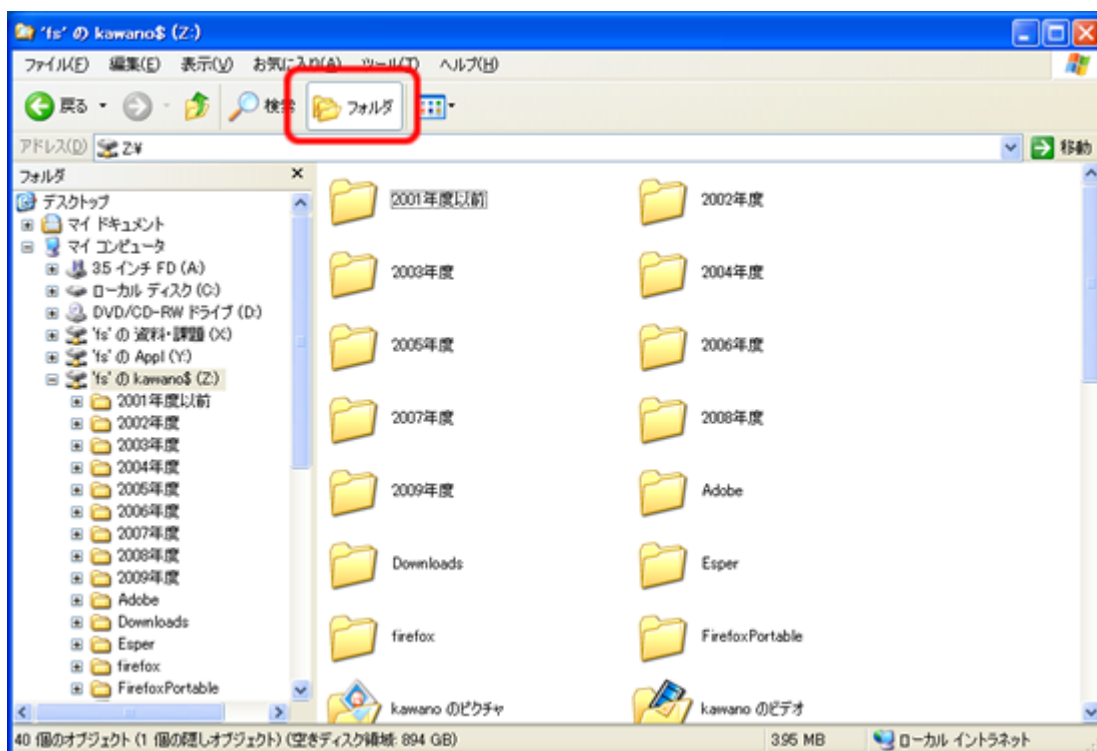 'fs' の kawano$ (Z:)
ファイル(F) 編集(E) 表示(V) お気に入り(A) ツール(T) ヘルプ(H)
戻る 検索 フォルダ
アドレス(D) Z:¥ 移動
フォルダ
デスクトップ
マイ ドキュメント
マイ コンピュータ
3.5 インチ FD (A:)
ローカル ディスク (C:)
DVD/CD-RW ドライブ (D:)
'fs' の 資料・課題 (X:)
'fs' の Appl (Y:)
'fs' の kawano$ (Z:)
2001年度以前
2002年度
2003年度
2004年度
2005年度
2006年度
2007年度
2008年度
2009年度
Adobe
Downloads
Esper
firefox
FirefoxPortable
2001年度以前 2002年度
2003年度 2004年度
2005年度 2006年度
2007年度 2008年度
2009年度 Adobe
Downloads Esper
firefox FirefoxPortable
kawano のピクチャ kawano のビデオ
40 個のオブジェクト (1 個の隠しオブジェクト) (空きディスク領域: 894 GB) 3.95 MB ローカル イントラネット